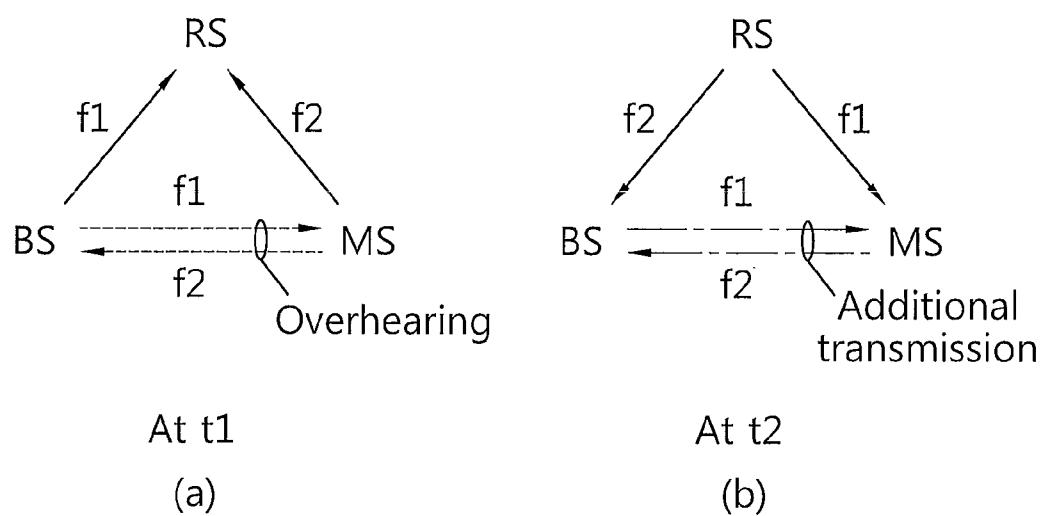 RS
f1
f2
f1
BS
MS
f2
Overhearing
At t1
(a)
RS
f2
f1
f1
BS
MS
f2
Additional
transmission
At t2
(b)